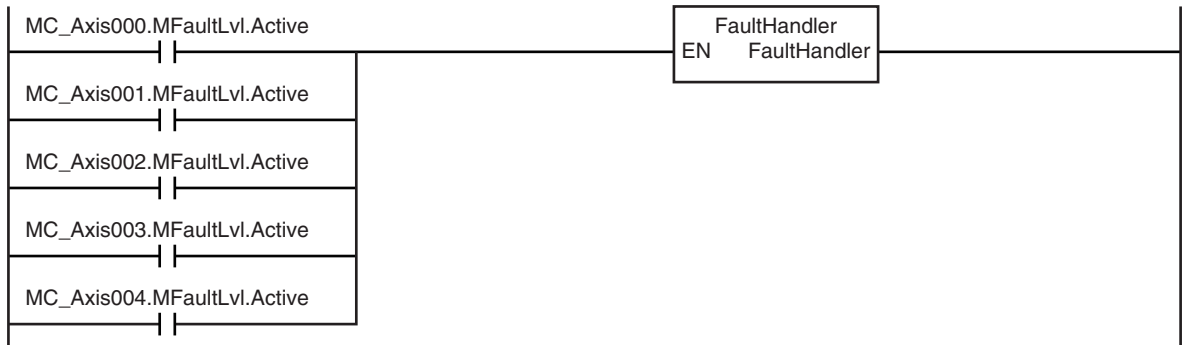 MC_Axis000.MFaultLvl.Active
FaultHandler
EN FaultHandler
MC_Axis001.MFaultLvl.Active
MC_Axis002.MFaultLvl.Active
MC_Axis003.MFaultLvl.Active
MC_Axis004.MFaultLvl.Active